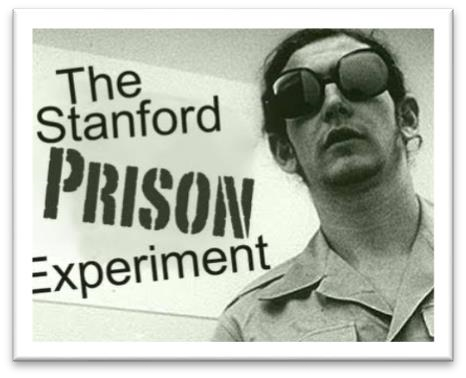 The
Stanford
PRISON
Experiment